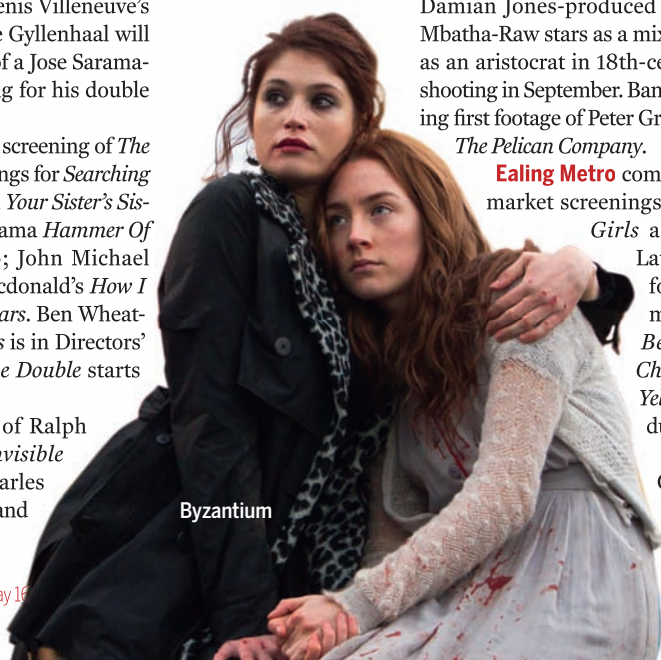 enis Villeneuve's
e Gyllenhaal will
of a Jose Sarama-
g for his double
screening of The
ngs for Searching
Your Sister's Sis-
ama Hammer Of
; John Michael
cdonald's How I
ars. Ben Wheat-
s is in Directors'
e Double starts
of Ralph
nvisible
arles
and
ay 16
Byzantium
Damian Jones-produced
Mbatha-Raw stars as a mix
as an aristocrat in 18th-ce
shooting in September. Ban
ing first footage of Peter Gr
The Pelican Company.
Ealing Metro com
market screenings
Girls a
La
fo
m
Be
Ch
Ye
du